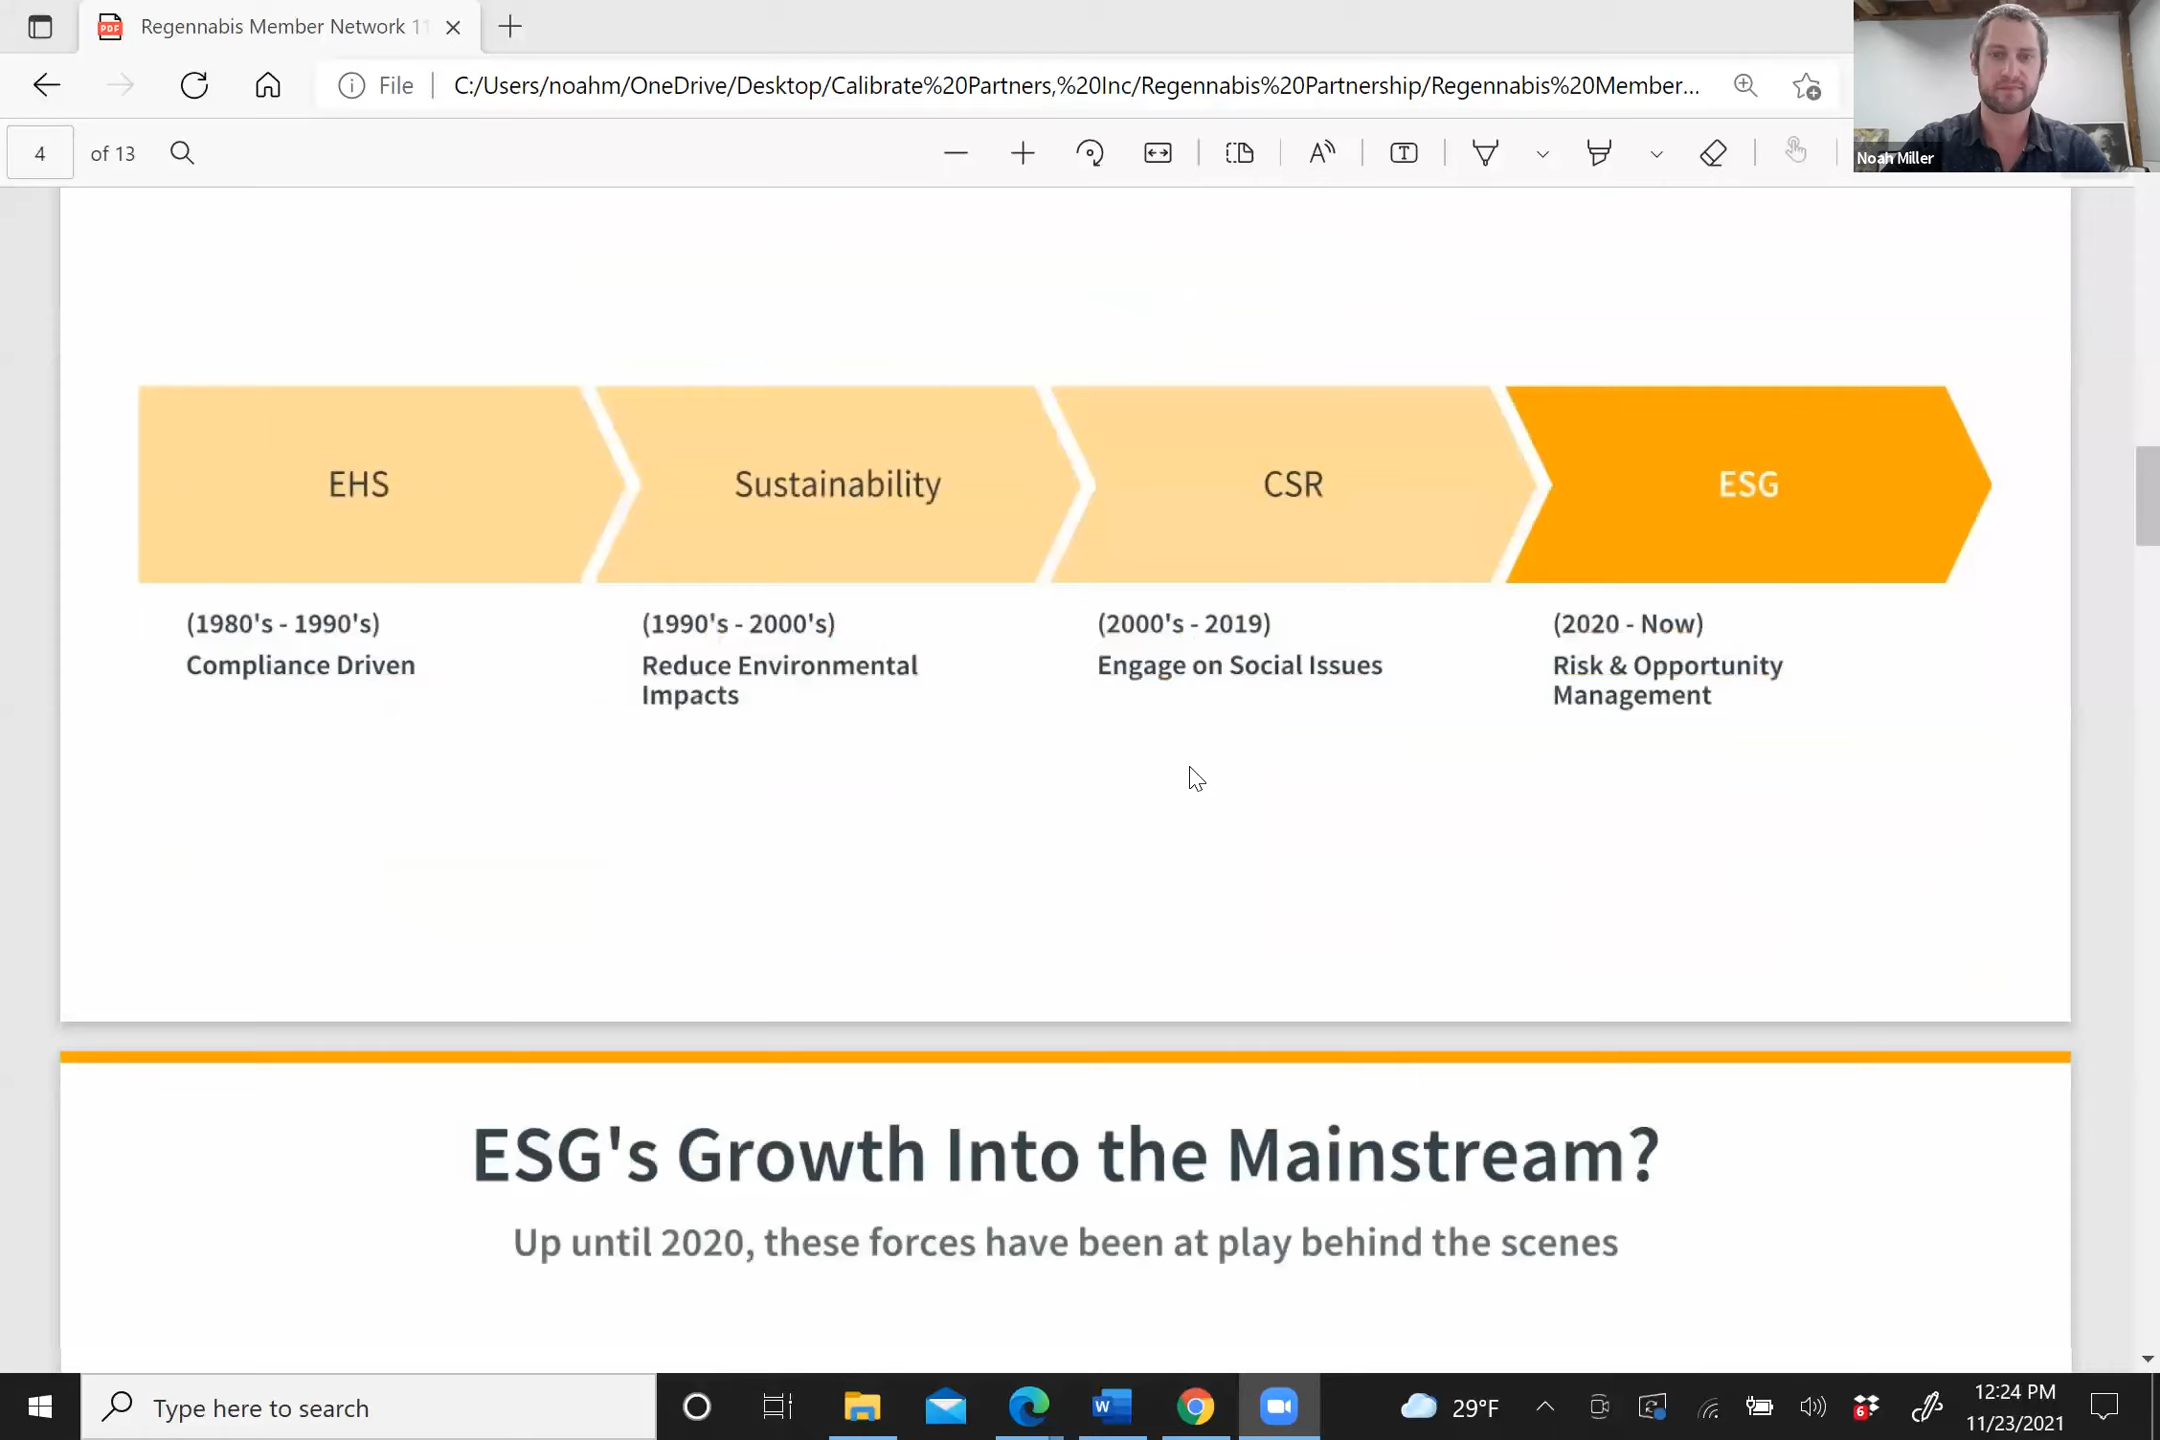 Regennabis Member Network 11
File
C:/Users/noahm/OneDrive/Desktop/Calibrate%20Partners,%20Inc/Regennabis%20Partnership/Regennabis%20Member...
4 of 13
Noah Miller
EHS
Sustainability
CSR
ESG
(1980's - 1990's)
Compliance Driven
(1990's - 2000's)
Reduce Environmental
Impacts
(2000's - 2019)
Engage on Social Issues
(2020 - Now)
Risk & Opportunity
Management
ESG's Growth Into the Mainstream?
Up until 2020, these forces have been at play behind the scenes
Type here to search
29°F
6
12:24 PM
11/23/2021